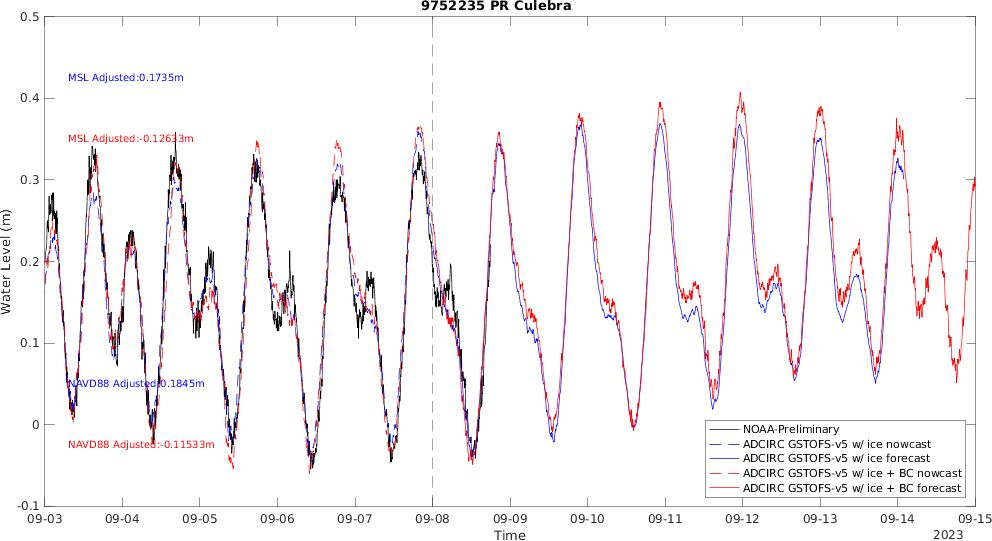 9752235 PR Culebra
0.5
0.4
0.3
0.2
0.1
0
-0.1
Water Level (m)
MSL Adjusted:0.1735m
MSL Adjusted:-0.12633m
NAVD88 Adjusted:0.1845m
NAVD88 Adjusted:-0.11533m
NOAA-Preliminary
ADCIRC GSTOFS-v5 w/ ice nowcast
ADCIRC GSTOFS-v5 w/ ice forecast
ADCIRC GSTOFS-v5 w/ ice + BC nowcast
ADCIRC GSTOFS-v5 w/ ice + BC forecast
09-03 09-04 09-05 09-06 09-07 09-08 09-09 09-10 09-11 09-12 09-13 09-14 09-15
Time
2023